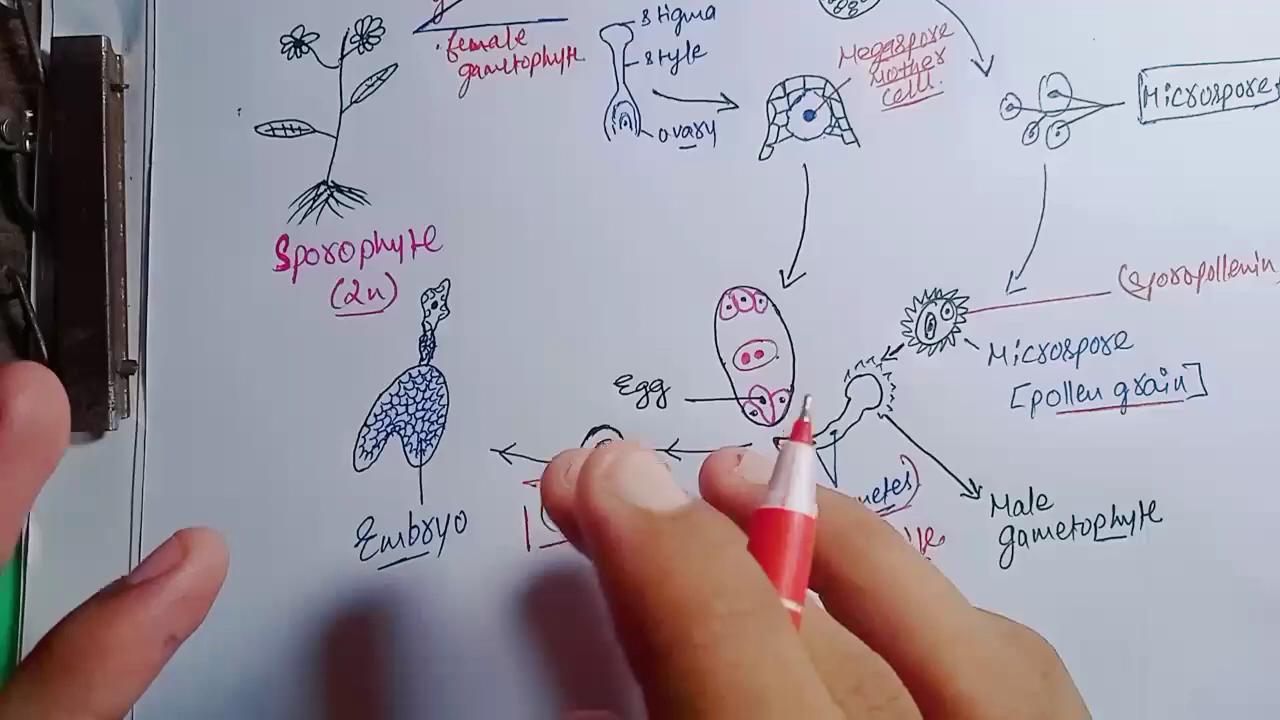 stigma
style
ovary
female
gametophyte
Megaspore
Mother
cell.
Microspore
Sporophyte
(2n)
Sporopollenin
Microspore
[pollen grain]
Egg
Male
gametophyte
Embryo